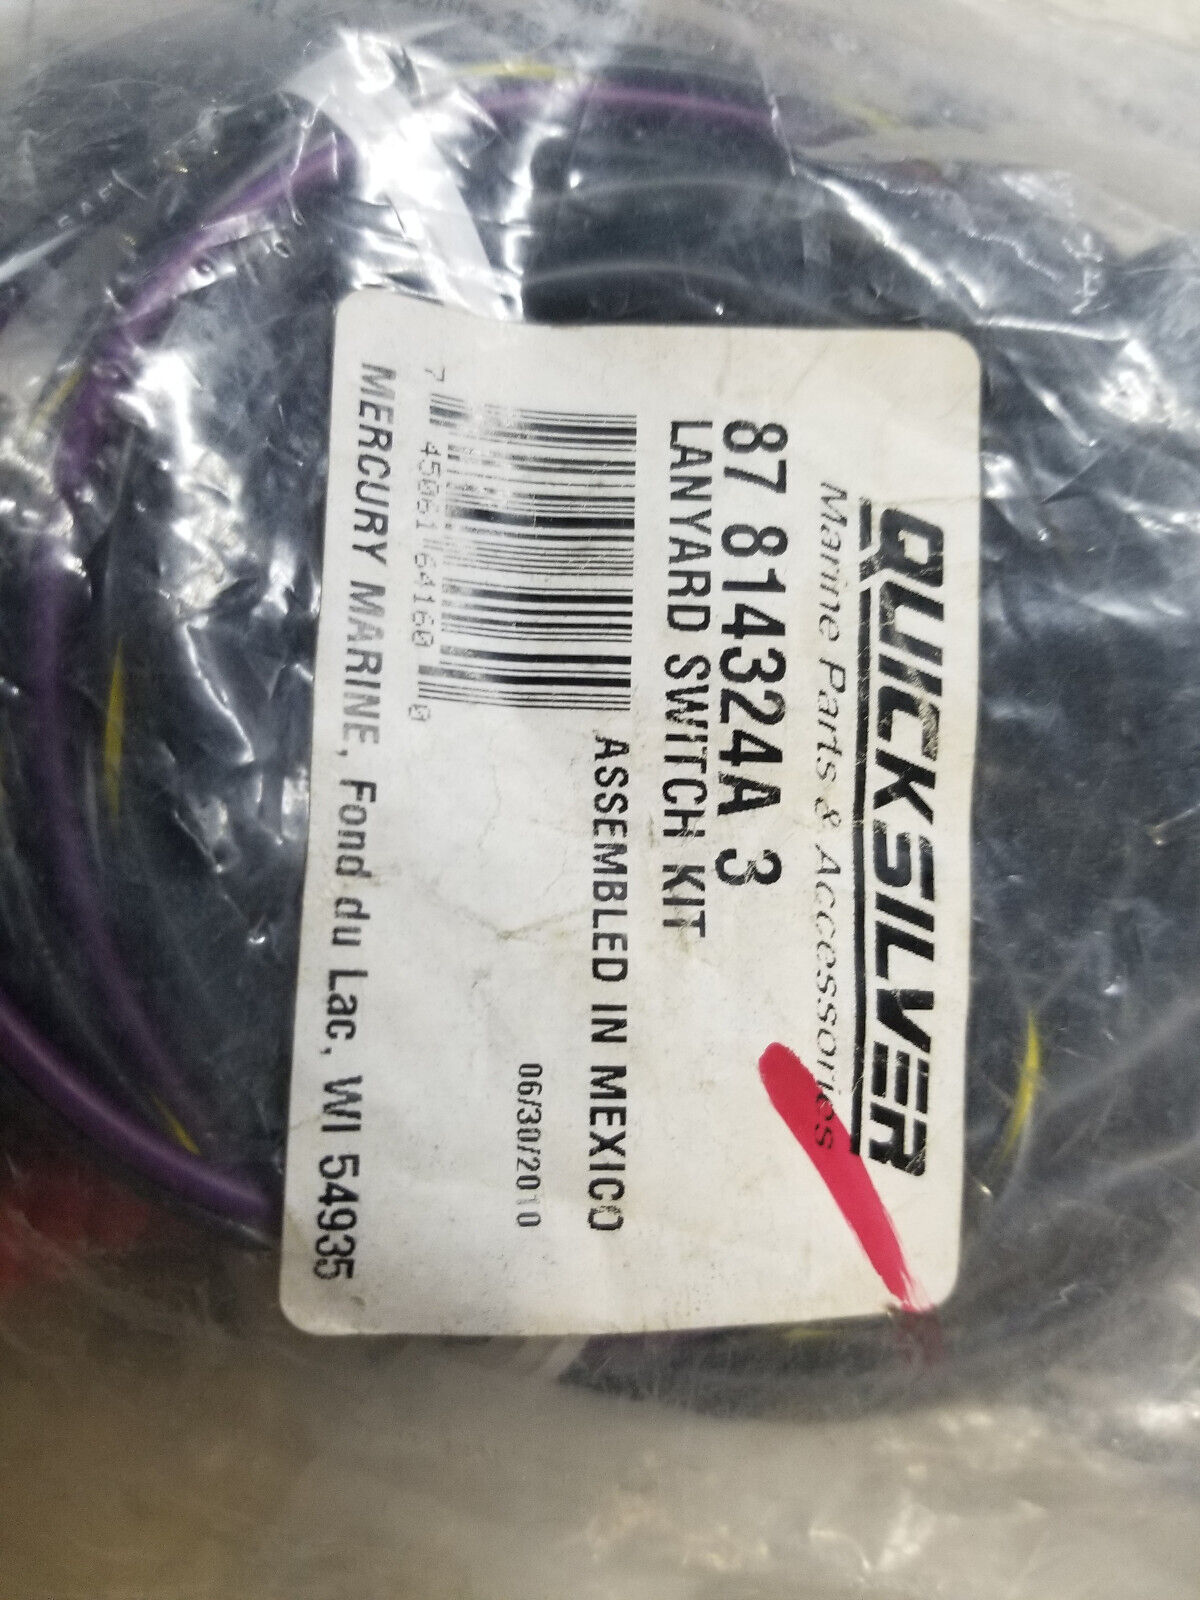 QUICKSILVER
Marine Parts & Accessories
87 814324A 3
LANYARD SWITCH KIT
ASSEMBLED IN MEXICO
7 45061 64160 0
06/30/2010
MERCURY MARINE, Fond du Lac, WI 54935